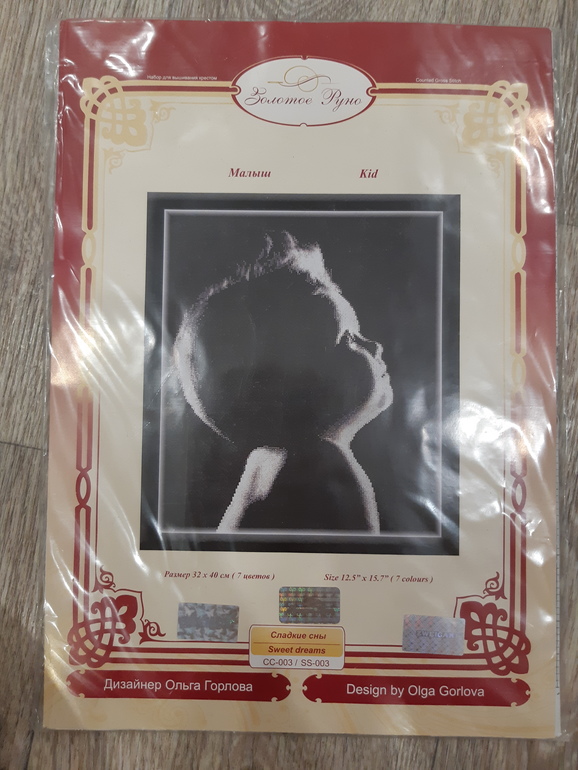 Набор для вышивания крестом
Counted Cross Stitch
Золотое Руно
Малыш Kid
Размер 32 x 40 см ( 7 цветов ) Size 12.5" x 15.7" ( 7 colours )
ZWEIGART
Сладкие сны
Sweet dreams
CC-003 / SS-003
Дизайнер Ольга Горлова Design by Olga Gorlova